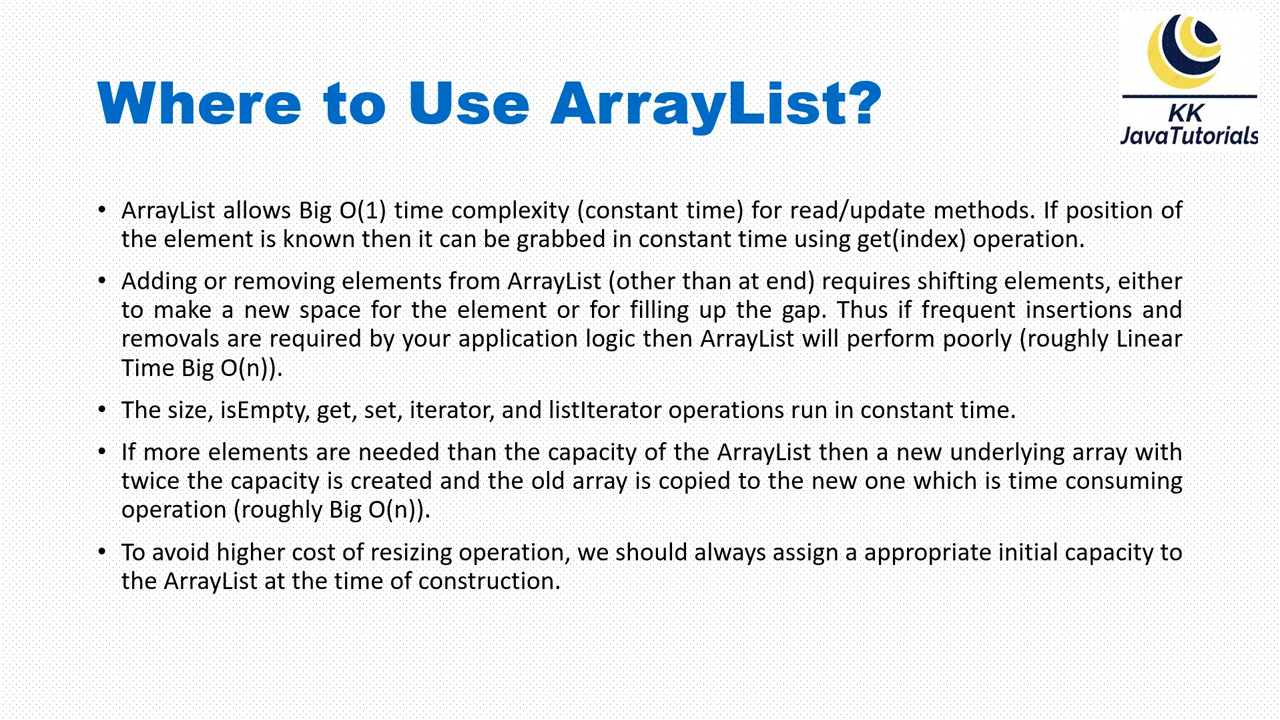 Where to Use ArrayList?
KK
JavaTutorials
• ArrayList allows Big O(1) time complexity (constant time) for read/update methods. If position of
the element is known then it can be grabbed in constant time using get(index) operation.
• Adding or removing elements from ArrayList (other than at end) requires shifting elements, either
to make a new space for the element or for filling up the gap. Thus if frequent insertions and
removals are required by your application logic then ArrayList will perform poorly (roughly Linear
Time Big O(n)).
• The size, isEmpty, get, set, iterator, and listIterator operations run in constant time.
• If more elements are needed than the capacity of the ArrayList then a new underlying array with
twice the capacity is created and the old array is copied to the new one which is time consuming
operation (roughly Big O(n)).
• To avoid higher cost of resizing operation, we should always assign a appropriate initial capacity to
the ArrayList at the time of construction.